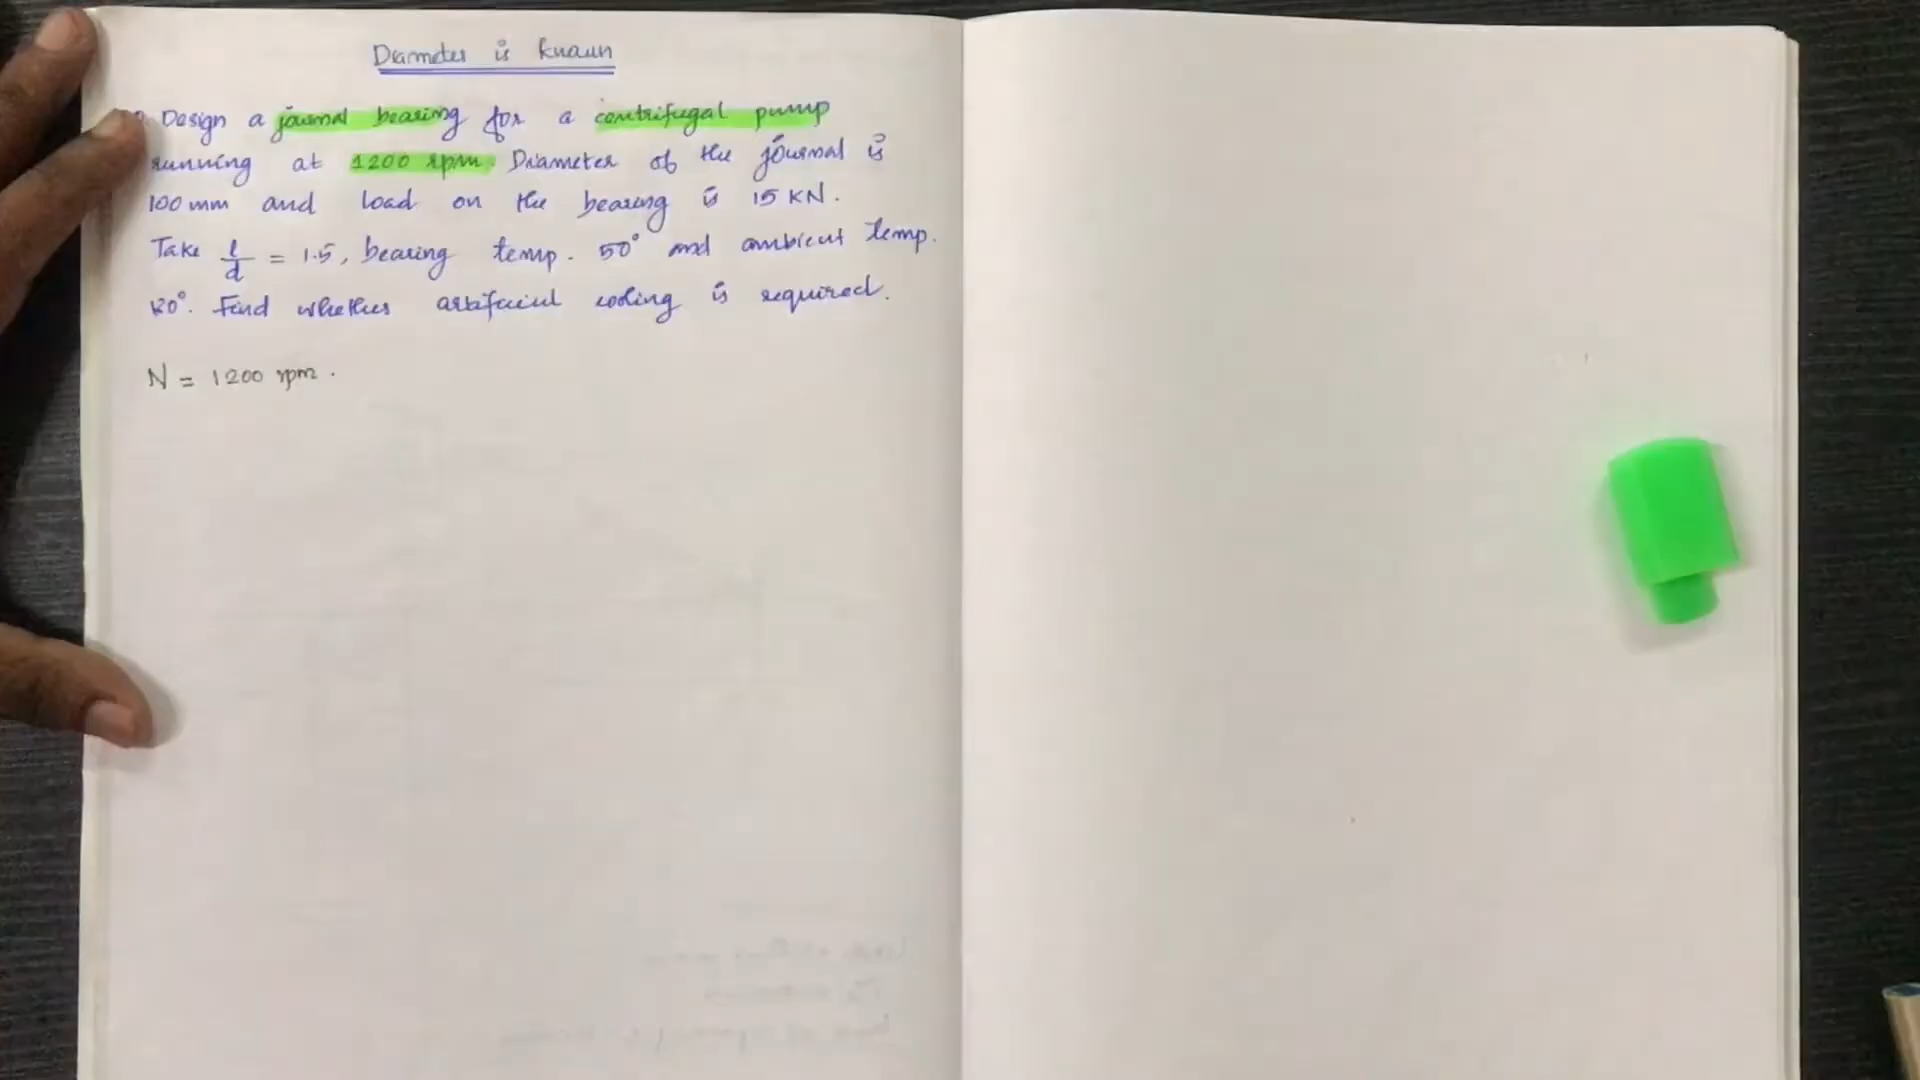 Diameter is known
Design a journal bearing for a centrifugal pump
running at 1200 rpm. Diameter of the journal is
100 mm and load on the bearing is 15 KN.
Take l/d = 1.5, bearing temp. 50° and ambient temp.
Find whether artificial cooling is required.
N = 1200 rpm.